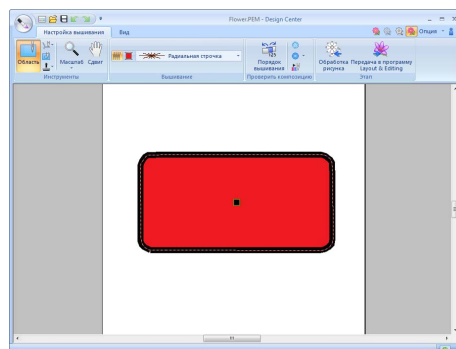 Flower.PEM - Design Center
Настройка вышивания Вид Опции
Область Масштаб Сдвиг
Инструменты
Радиальная строчка
Вышивание
Порядок вышивания
Проверить композицию
Обработка рисунка
Передача в программу Layout & Editing
Этап